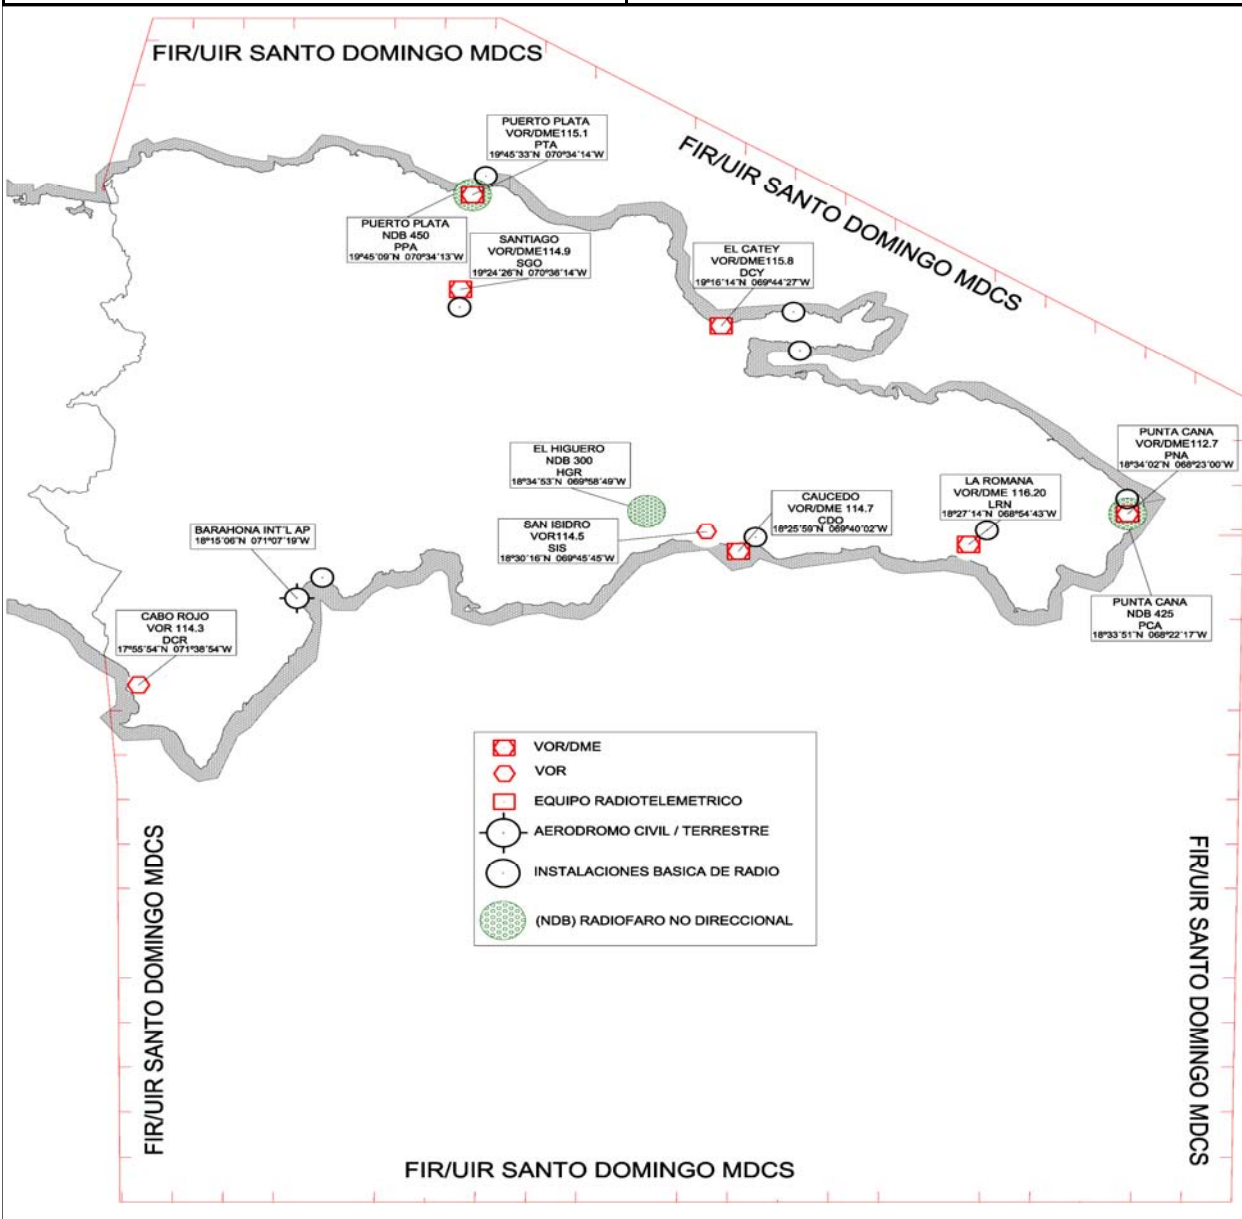 FIR/UIR SANTO DOMINGO MDCS
PUERTO PLATA
VOR/DME115.1
PTA
19°45'33"N 070°34'14"W
FIR/UIR SANTO DOMINGO MDCS
PUERTO PLATA
NDB 450
PPA
19°45'09"N 070°34'13"W
SANTIAGO
VOR/DME114.9
SGO
19°24'26"N 070°36'14"W
EL CATEY
VOR/DME115.8
DCY
19°16'14"N 069°44'27"W
PUNTA CANA
VOR/DME112.7
PNA
18°34'02"N 068°23'00"W
EL HIGUERO
NDB 300
HGR
18°34'53"N 069°58'49"W
LA ROMANA
VOR/DME 116.20
LRN
18°27'14"N 068°54'43"W
CAUCEDO
VOR/DME 114.7
CDO
18°25'59"N 069°40'02"W
SAN ISIDRO
VOR114.5
SIS
18°30'16"N 069°45'45"W
BARAHONA INT'L AP
18°15'06"N 071°07'19"W
PUNTA CANA
NDB 425
PCA
18°33'51"N 068°22'17"W
CABO ROJO
VOR 114.3
DCR
17°55'54"N 071°38'54"W
VOR/DME
VOR
EQUIPO RADIOTELEMETRICO
AERODROMO CIVIL / TERRESTRE
INSTALACIONES BASICA DE RADIO
(NDB) RADIOFARO NO DIRECCIONAL
FIR/UIR SANTO DOMINGO MDCS
FIR/UIR SANTO DOMINGO MDCS
FIR/UIR SANTO DOMINGO MDCS